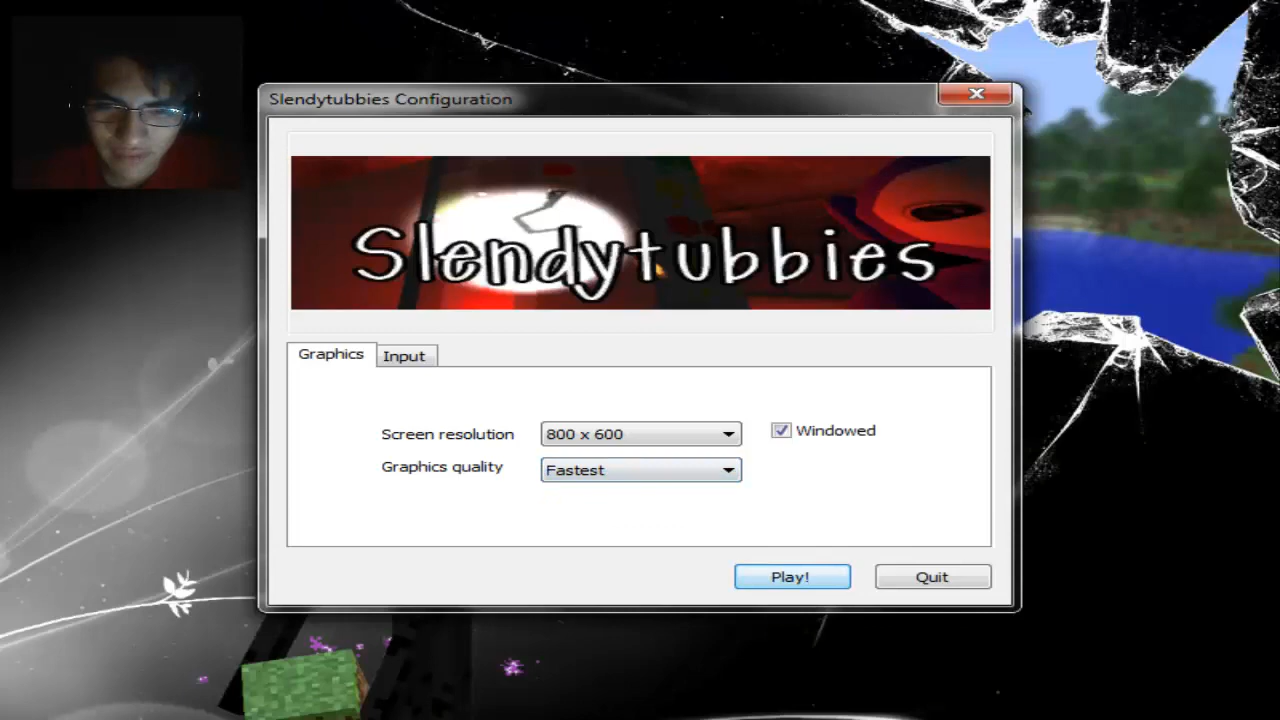 Slendytubbies Configuration
Slendytubbies
Graphics
Input
Screen resolution
800 x 600
Windowed
Graphics quality
Fastest
Play!
Quit